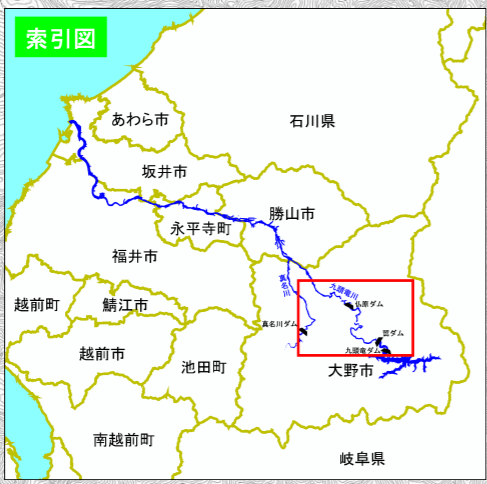 索引図
あわら市
石川県
坂井市
勝山市
永平寺町
福井市
真名川
九頭竜川
越前町
鯖江市
仏原ダム
真名川ダム
鷲ダム
越前市
九頭竜ダム
池田町
大野市
南越前町
岐阜県